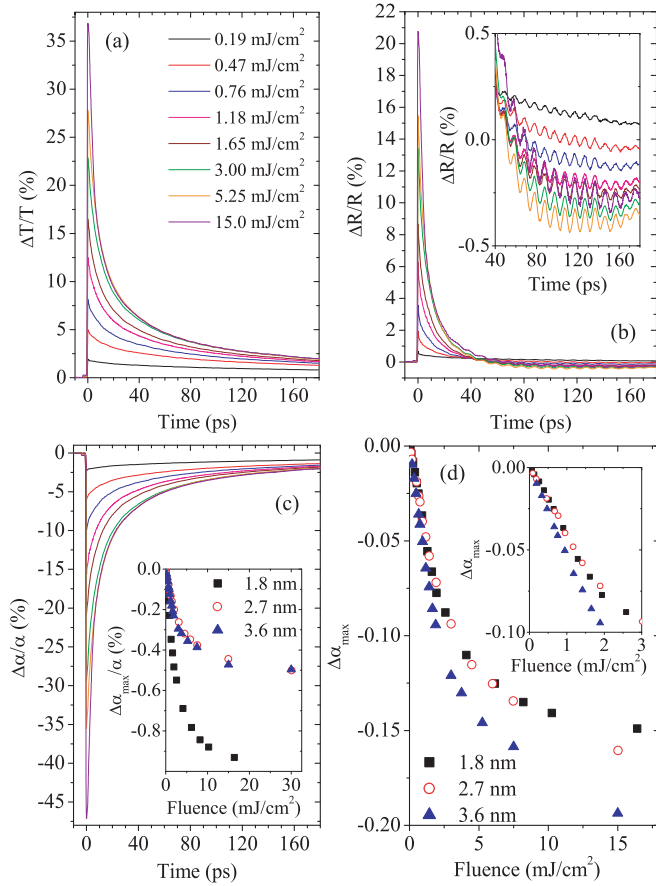 (a)
0.19 mJ/cm²
0.47 mJ/cm²
0.76 mJ/cm²
1.18 mJ/cm²
1.65 mJ/cm²
3.00 mJ/cm²
5.25 mJ/cm²
15.0 mJ/cm²
35
30
25
20
15
10
5
0
ΔT/T (%)
0 40 80 120 160
Time (ps)
(b)
22
20
18
16
14
12
10
8
6
4
2
0
ΔR/R (%)
0 40 80 120 160
Time (ps)
0.5
0.0
-0.5
ΔR/R (%)
40 80 120 160
Time (ps)
(c)
0
-5
-10
-15
-20
-25
-30
-35
-40
-45
Δα/α (%)
0 40 80 120 160
Time (ps)
0.0
-0.2
-0.4
-0.6
-0.8
Δα_max/α (%)
0 10 20 30
Fluence (mJ/cm²)
1.8 nm
2.7 nm
3.6 nm
(d)
0.00
-0.05
-0.10
-0.15
-0.20
Δα_max
0 5 10 15
Fluence (mJ/cm²)
1.8 nm
2.7 nm
3.6 nm
0.00
-0.05
-0.10
Δα_max
0 1 2 3
Fluence (mJ/cm²)